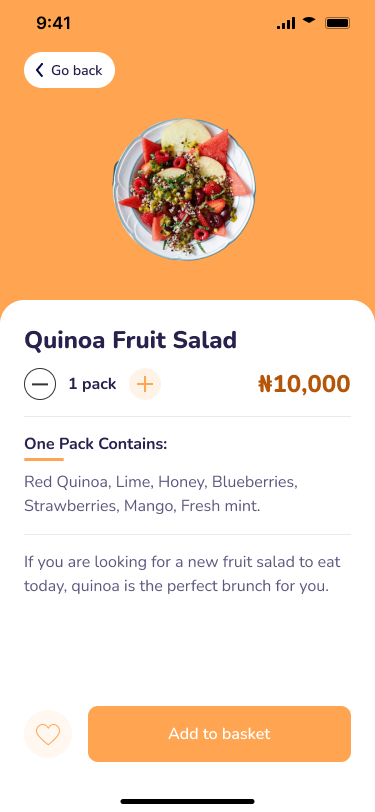 9:41
Go back
Quinoa Fruit Salad
1 pack
₦10,000
One Pack Contains:
Red Quinoa, Lime, Honey, Blueberries,
Strawberries, Mango, Fresh mint.
If you are looking for a new fruit salad to eat
today, quinoa is the perfect brunch for you.
Add to basket